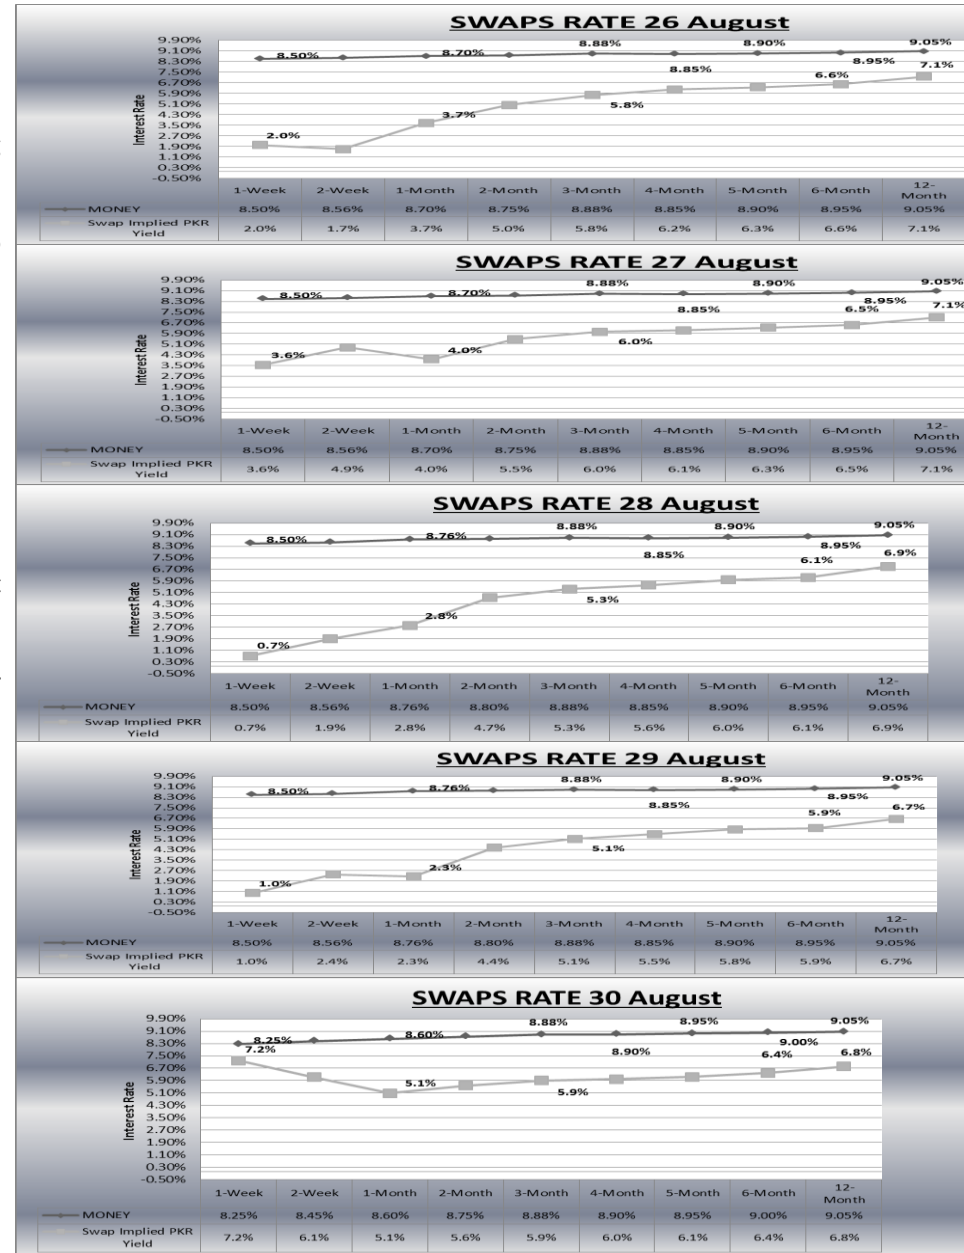 SWAPS RATE 26 August
9.90%
9.10%
8.30%
7.50%
6.70%
5.90%
5.10%
4.30%
3.50%
2.70%
1.90%
1.10%
0.30%
-0.50%
Interest Rate
8.50% 8.70% 8.88% 8.85% 8.90% 8.95% 9.05%
2.0% 3.7% 5.8% 6.6% 7.1%
1-Week 2-Week 1-Month 2-Month 3-Month 4-Month 5-Month 6-Month 12-
Month
MONEY 8.50% 8.56% 8.70% 8.75% 8.88% 8.85% 8.90% 8.95% 9.05%
Swap Implied PKR
Yield 2.0% 1.7% 3.7% 5.0% 5.8% 6.2% 6.3% 6.6% 7.1%
SWAPS RATE 27 August
9.90%
9.10%
8.30%
7.50%
6.70%
5.90%
5.10%
4.30%
3.50%
2.70%
1.90%
1.10%
0.30%
-0.50%
Interest Rate
8.50% 8.70% 8.88% 8.85% 8.90% 8.95% 9.05%
3.6% 4.0% 6.0% 6.5% 7.1%
1-Week 2-Week 1-Month 2-Month 3-Month 4-Month 5-Month 6-Month 12-
Month
MONEY 8.50% 8.56% 8.70% 8.75% 8.88% 8.85% 8.90% 8.95% 9.05%
Swap Implied PKR
Yield 3.6% 4.9% 4.0% 5.5% 6.0% 6.1% 6.3% 6.5% 7.1%
SWAPS RATE 28 August
9.90%
9.10%
8.30%
7.50%
6.70%
5.90%
5.10%
4.30%
3.50%
2.70%
1.90%
1.10%
0.30%
-0.50%
Interest Rate
8.50% 8.76% 8.88% 8.85% 8.90% 8.95% 9.05%
0.7% 2.8% 5.3% 6.1% 6.9%
1-Week 2-Week 1-Month 2-Month 3-Month 4-Month 5-Month 6-Month 12-
Month
MONEY 8.50% 8.56% 8.76% 8.80% 8.88% 8.85% 8.90% 8.95% 9.05%
Swap Implied PKR
Yield 0.7% 1.9% 2.8% 4.7% 5.3% 5.6% 6.0% 6.1% 6.9%
SWAPS RATE 29 August
9.90%
9.10%
8.30%
7.50%
6.70%
5.90%
5.10%
4.30%
3.50%
2.70%
1.90%
1.10%
0.30%
-0.50%
Interest Rate
8.50% 8.76% 8.88% 8.85% 8.90% 8.95% 9.05%
1.0% 2.3% 5.1% 5.9% 6.7%
1-Week 2-Week 1-Month 2-Month 3-Month 4-Month 5-Month 6-Month 12-
Month
MONEY 8.50% 8.56% 8.76% 8.80% 8.88% 8.85% 8.90% 8.95% 9.05%
Swap Implied PKR
Yield 1.0% 2.4% 2.3% 4.4% 5.1% 5.5% 5.8% 5.9% 6.7%
SWAPS RATE 30 August
9.90%
9.10%
8.30%
7.50%
6.70%
5.90%
5.10%
4.30%
3.50%
2.70%
1.90%
1.10%
0.30%
-0.50%
Interest Rate
8.25% 8.60% 8.88% 8.90% 8.95% 9.00% 9.05%
7.2% 5.1% 5.9% 6.4% 6.8%
1-Week 2-Week 1-Month 2-Month 3-Month 4-Month 5-Month 6-Month 12-
Month
MONEY 8.25% 8.45% 8.60% 8.75% 8.88% 8.90% 8.95% 9.00% 9.05%
Swap Implied PKR
Yield 7.2% 6.1% 5.1% 5.6% 5.9% 6.0% 6.1% 6.4% 6.8%